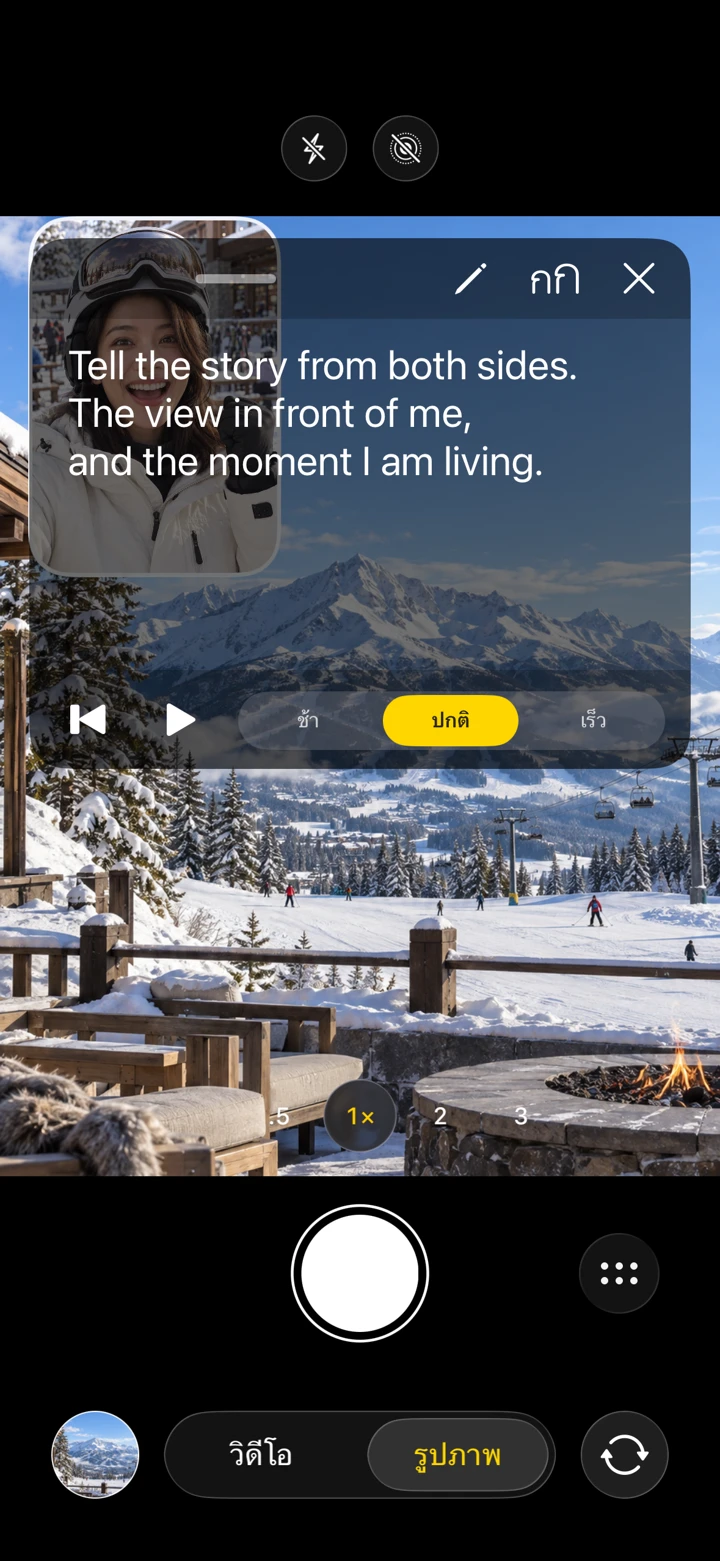 กก
Tell the story from both sides.
The view in front of me,
and the moment I am living.
ช้า
ปกติ
เร็ว
.5
1×
2
3
วิดีโอ
รูปภาพ